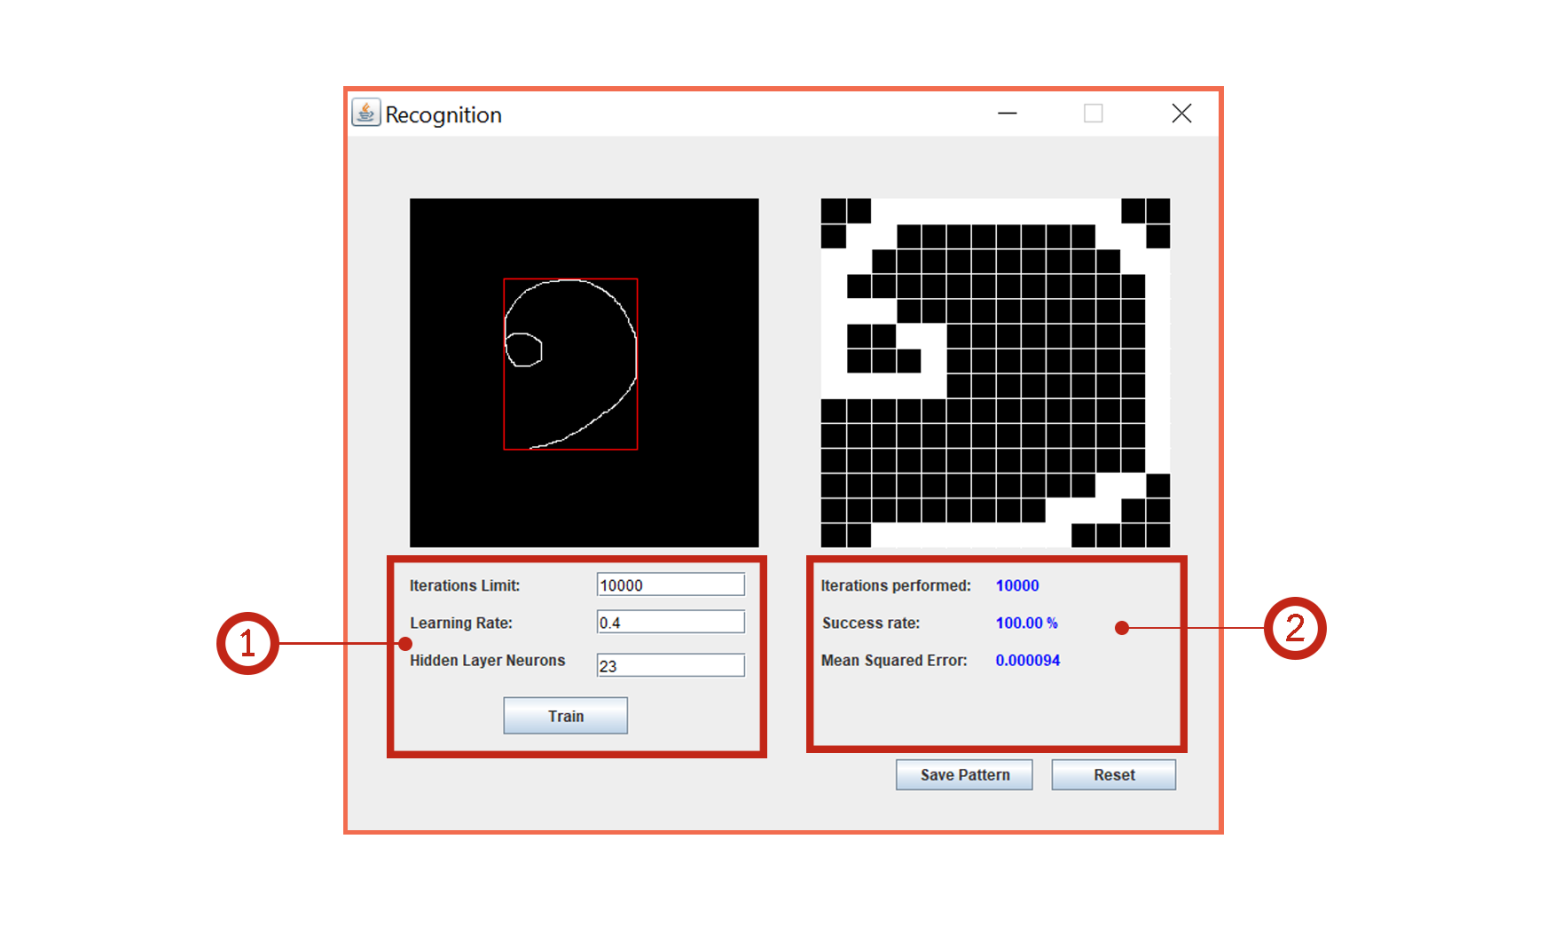 Recognition
Iterations Limit: 10000
Learning Rate: 0.4
Hidden Layer Neurons 23
Train
Iterations performed: 10000
Success rate: 100.00 %
Mean Squared Error: 0.000094
Save Pattern Reset
1
2